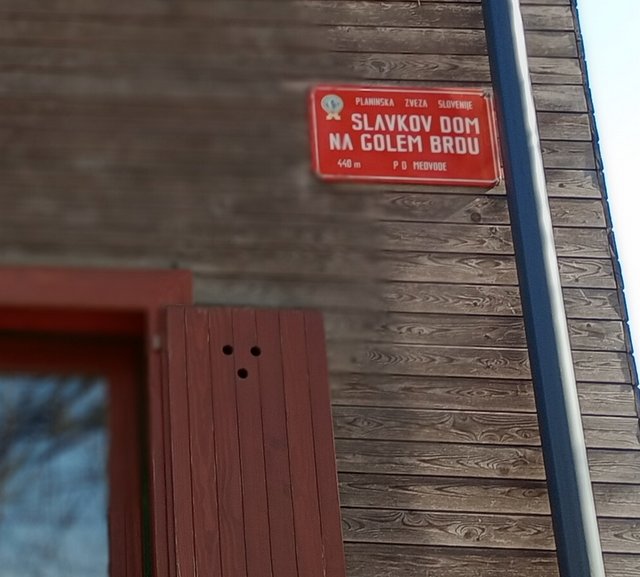 PLANINSKA ZVEZA SLOVENIJE
SLAVKOV DOM
NA GOLEM BRDU
440 m PD MEDVODE